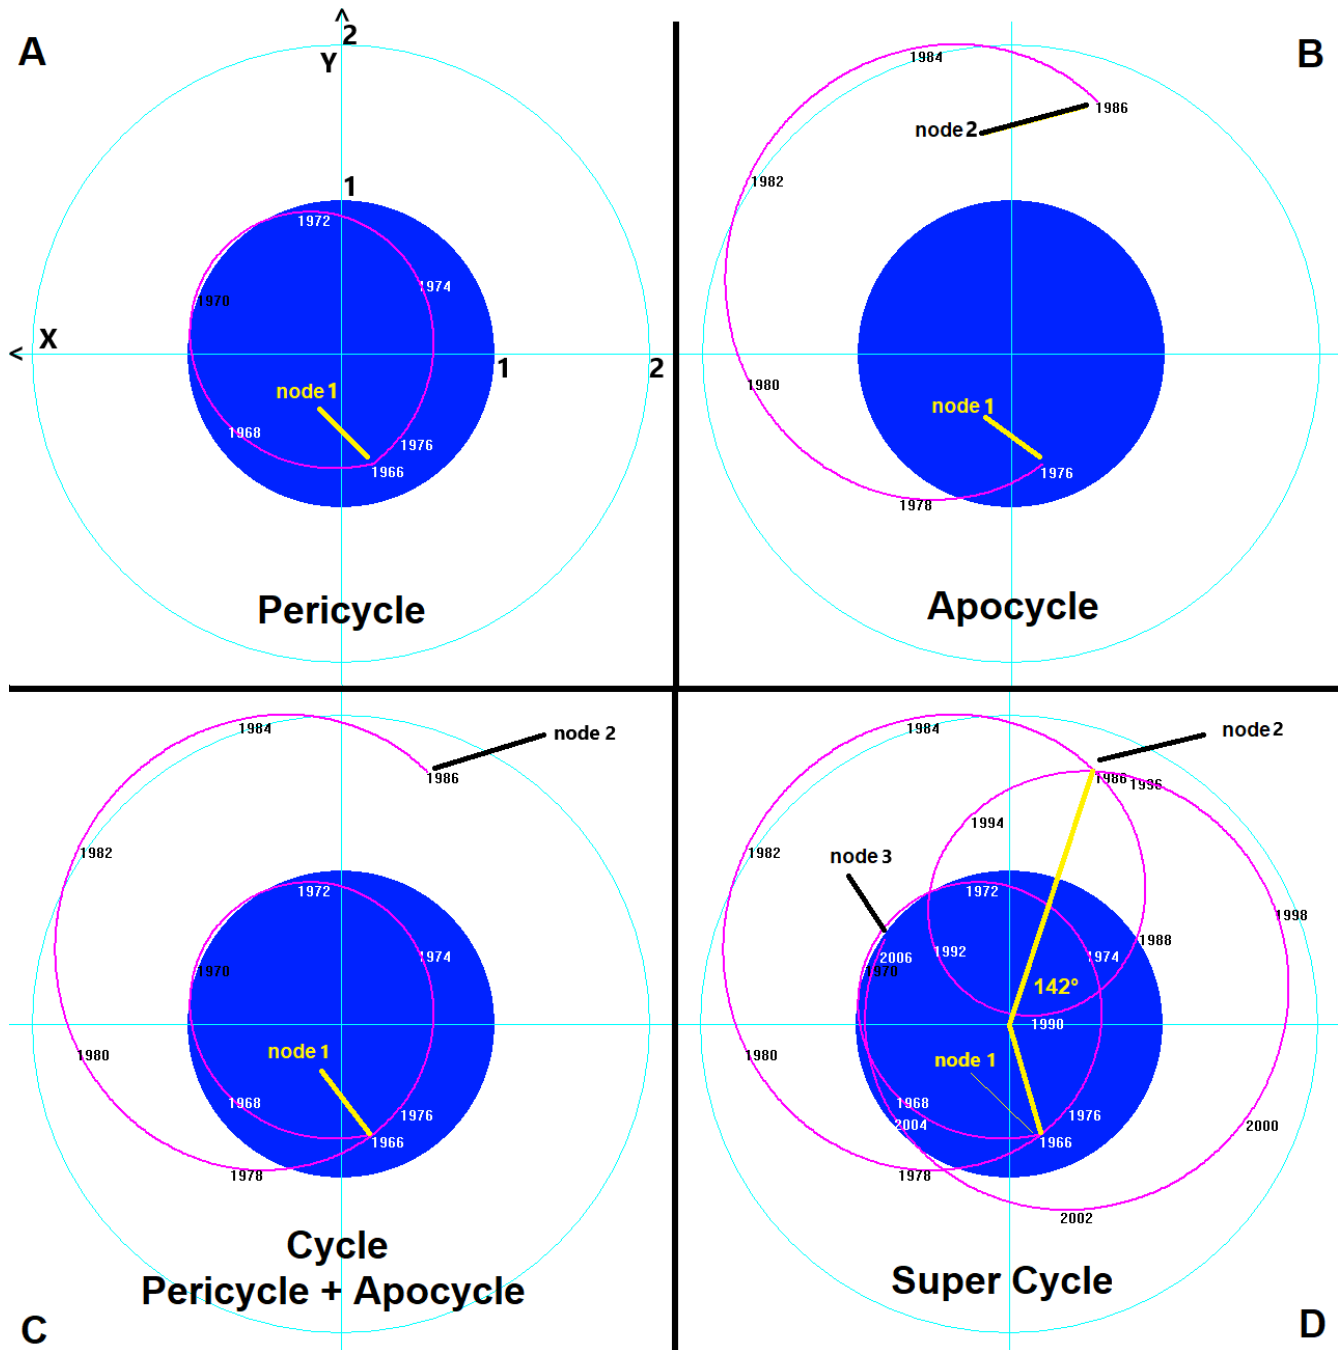 A
2
Y
1
1972
1974
1970
X
1
2
node 1
1968
1976
1966
Pericycle
B
1984
1986
node 2
1982
1980
node 1
1976
1978
Apocycle
1984
node 2
1986
1982
1972
1974
1970
1980
node 1
1968
1976
1966
1978
Cycle
Pericycle + Apocycle
C
1984
node 2
1986
1996
1994
1982
node 3
1972
1998
1988
1992
1974
2006
1970
142°
1990
1980
node 1
1968
1976
2000
2004
1966
1978
2002
Super Cycle
D